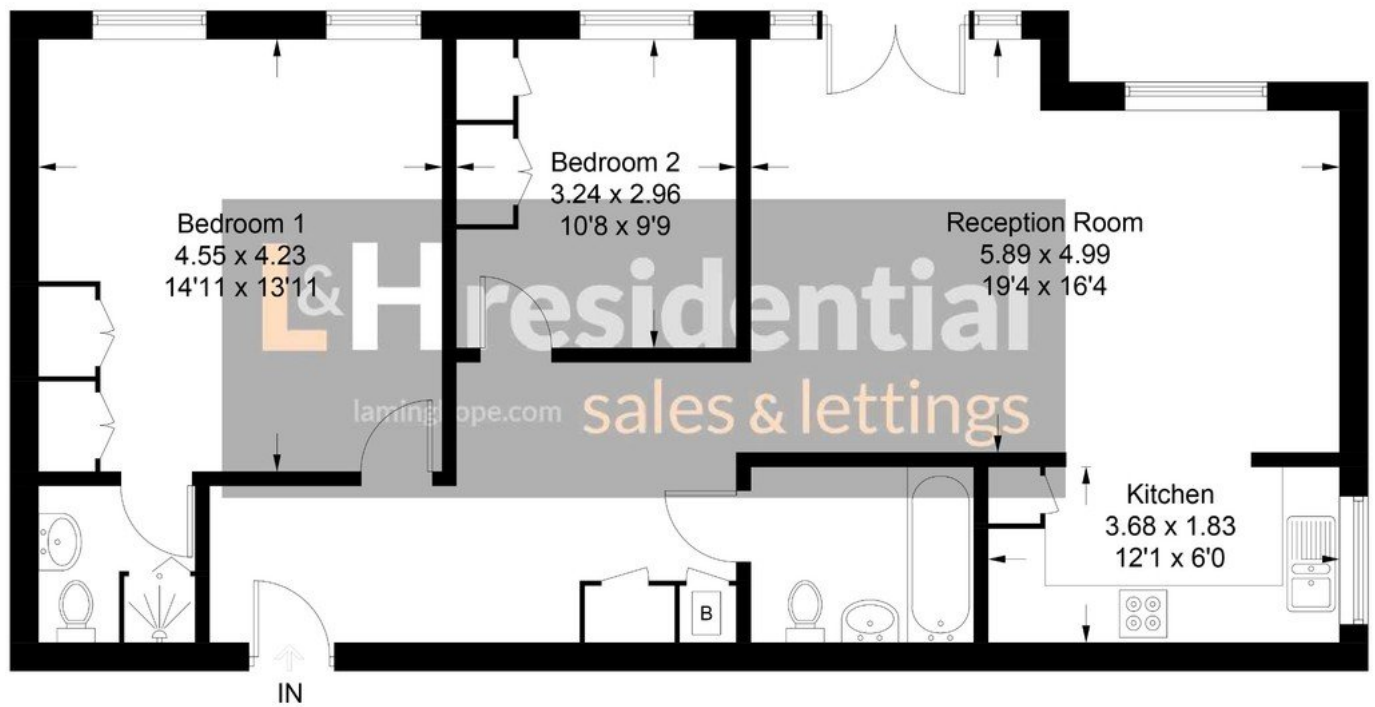 Bedroom 1
4.55 x 4.23
14'11 x 13'11
Bedroom 2
3.24 x 2.96
10'8 x 9'9
Reception Room
5.89 x 4.99
19'4 x 16'4
L&H residential
laminghope.com sales & lettings
Kitchen
3.68 x 1.83
12'1 x 6'0
B
IN